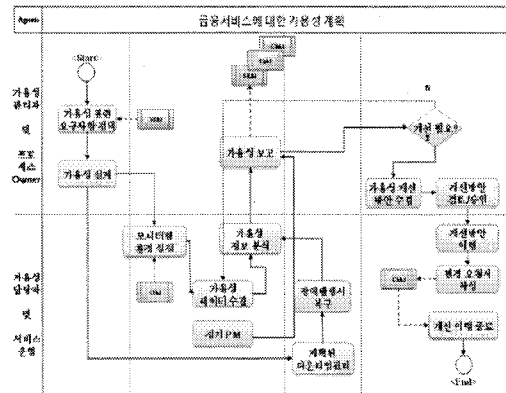 Agents
금융서비스에 대한 가용성 계획
<Start>
가용성
관리자
및
프로
세스
Owner
가용성 관련
요구사항 접수
가용성 설계
가용성 보고
개선 필요?
N
가용성 개선
방안 수립
개선방안
검토/승인
개선방안
이행
모니터링
환경 설정
가용성
정보 분석
가용성
데이터 수집
장애발생시
복구
변경 요청서
작성
가용성
담당자
및
서비스
운영
정기 PM
계획된
다운타임관리
개선 이행 종료
<End>